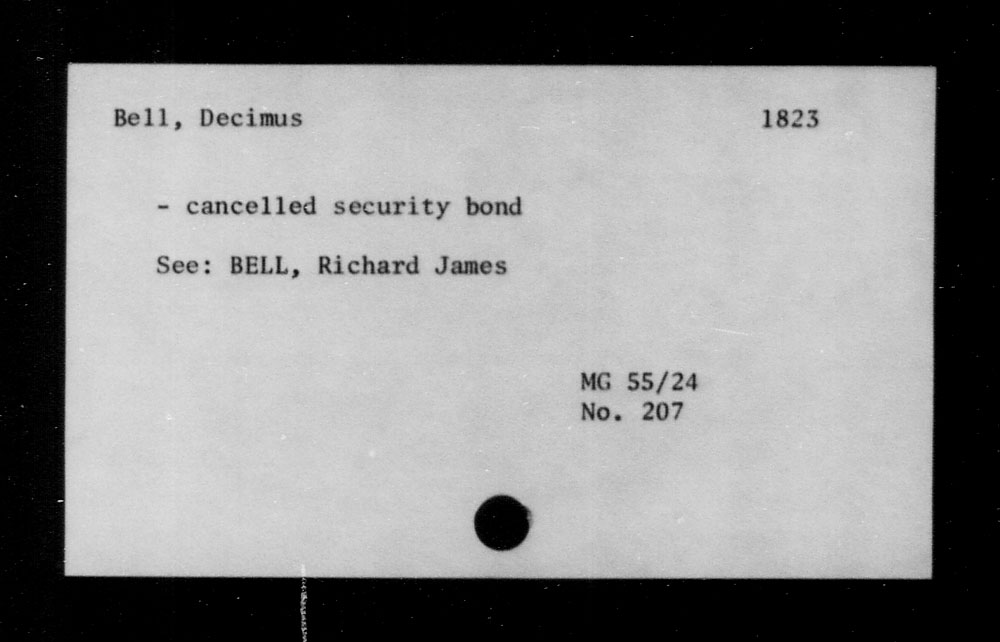 Bell, Decimus 1823
- cancelled security bond
See: BELL, Richard James
MG 55/24
No. 207